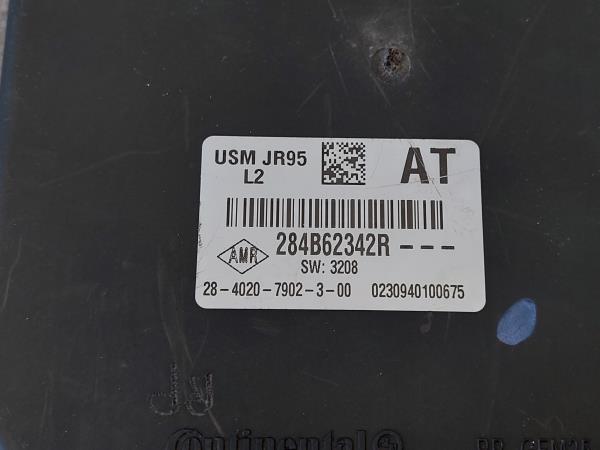 USM JR95
L2
AT
AMR
284B62342R---
SW: 3208
28-4020-7902-3-00 0230940100675
Continental